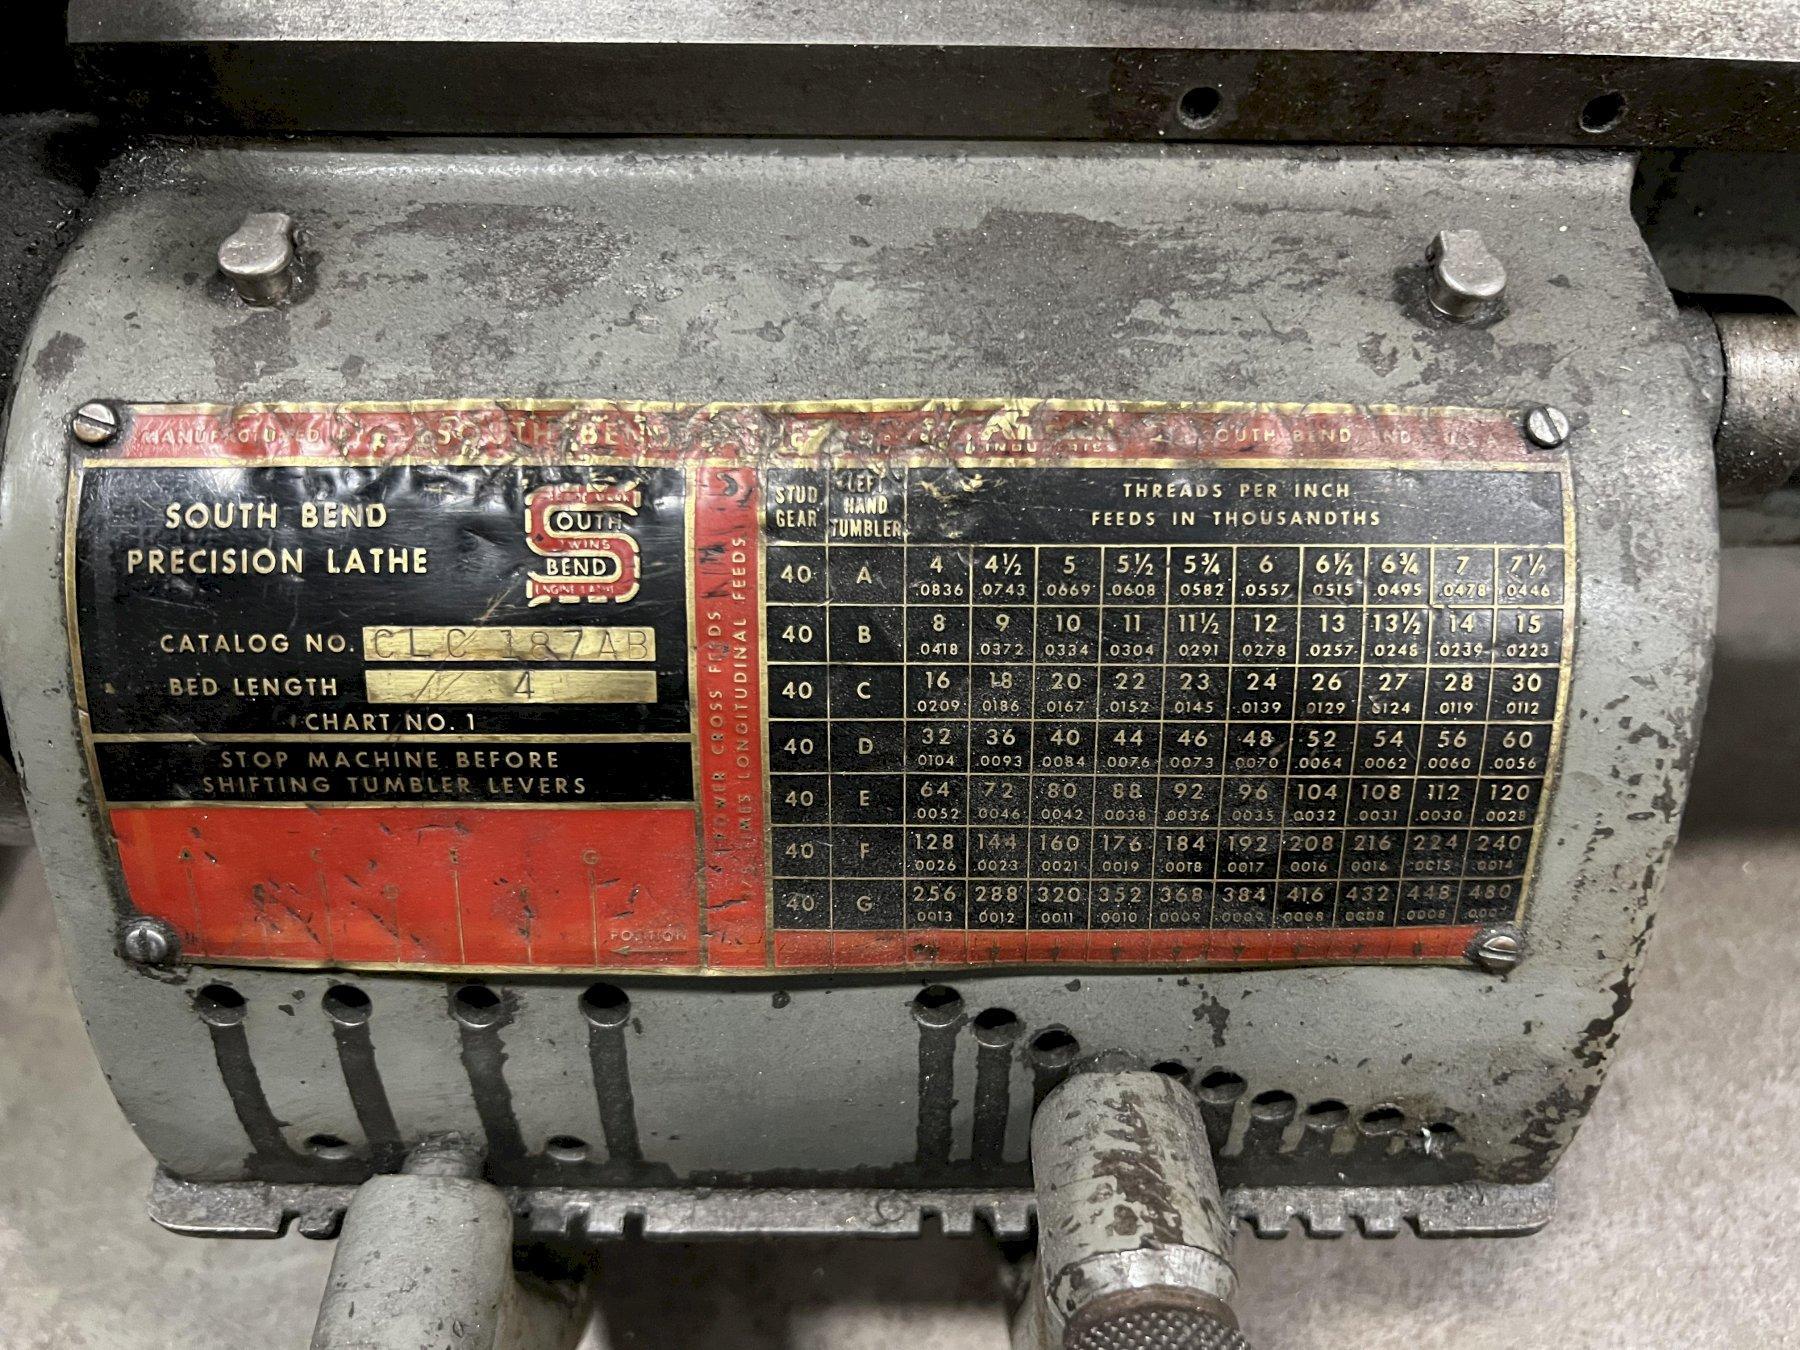 MANUFACTURED SOUTH BEND SOUTH BEND, IND., U.S.A.
SOUTH BEND
PRECISION LATHE
SOUTH
BEND
CATALOG NO. CLC 187AB
BED LENGTH 4
CHART NO. 1
STOP MACHINE BEFORE
SHIFTING TUMBLER LEVERS
A C E G
POSITION
POWER CROSS FEEDS
TIMES LONGITUDINAL FEEDS
STUD GEAR LEFT HAND TUMBLER THREADS PER INCH
FEEDS IN THOUSANDTHS
40 A 4 4½ 5 5½ 5¾ 6 6½ 6¾ 7 7½
.0836 .0743 .0669 .0608 .0582 .0557 .0515 .0495 .0478 .0446
40 B 8 9 10 11 11½ 12 13 13½ 14 15
.0418 .0372 .0334 .0304 .0291 .0278 .0257 .0248 .0239 .0223
40 C 16 18 20 22 23 24 26 27 28 30
.0209 .0186 .0167 .0152 .0145 .0139 .0129 .0124 .0119 .0112
40 D 32 36 40 44 46 48 52 54 56 60
.0104 .0093 .0084 .0076 .0073 .0070 .0064 .0062 .0060 .0056
40 E 64 72 80 88 92 96 104 108 112 120
.0052 .0046 .0042 .0038 .0036 .0035 .0032 .0031 .0030 .0028
40 F 128 144 160 176 184 192 208 216 224 240
.0026 .0023 .0021 .0019 .0018 .0017 .0016 .0016 .0015 .0014
40 G 256 288 320 352 368 384 416 432 448 480
.0013 .0012 .0011 .0010 .0009 .0009 .0008 .0008 .0008